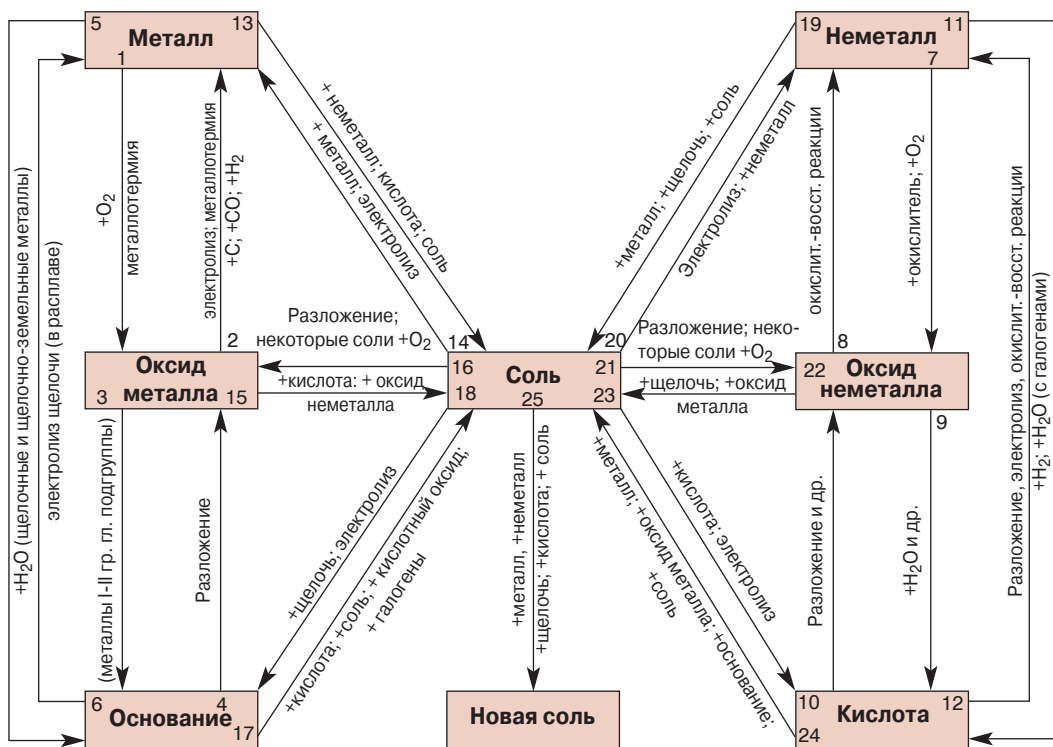 5
13
Металл
1
19
11
Неметалл
7
+H2O (щелочные и щелочно-земельные металлы)
электролиз щелочи (в расплаве)
+O2
металлотермия
электролиз; металлотермия
+C; +CO; +H2
+ неметалл; кислота; соль
+ металл; электролиз
+металл; +щелочь; +соль
Электролиз; +неметалл
окислит.-восст. реакции
+окислитель; +O2
Разложение, электролиз, окислит.-восст. реакции
+H2; +H2O (с галогенами)
2
Оксид
металла
3
15
Разложение;
некоторые соли +O2
+кислота: + оксид
неметалла
14
20
16
Соль
21
18
25
23
Разложение; неко-
торые соли +O2
+щелочь; +оксид
металла
8
22
Оксид
неметалла
9
(металлы I-II гр. гл. подгруппы)
Разложение
+щелочь; электролиз
+кислота; +соль; + кислотный оксид;
+ галогены
+металл, +неметалл
+щелочь; +кислота; + соль
+кислота; электролиз
+металл; +оксид металла; +основание;
+соль
Разложение и др.
+H2O и др.
6
4
Основание
17
Новая соль
10
12
Кислота
24